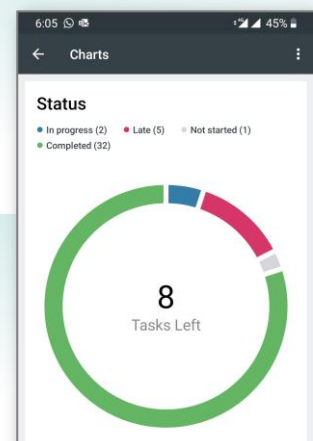 6:05 45%
Charts
Status
In progress (2) Late (5) Not started (1)
Completed (32)
8
Tasks Left